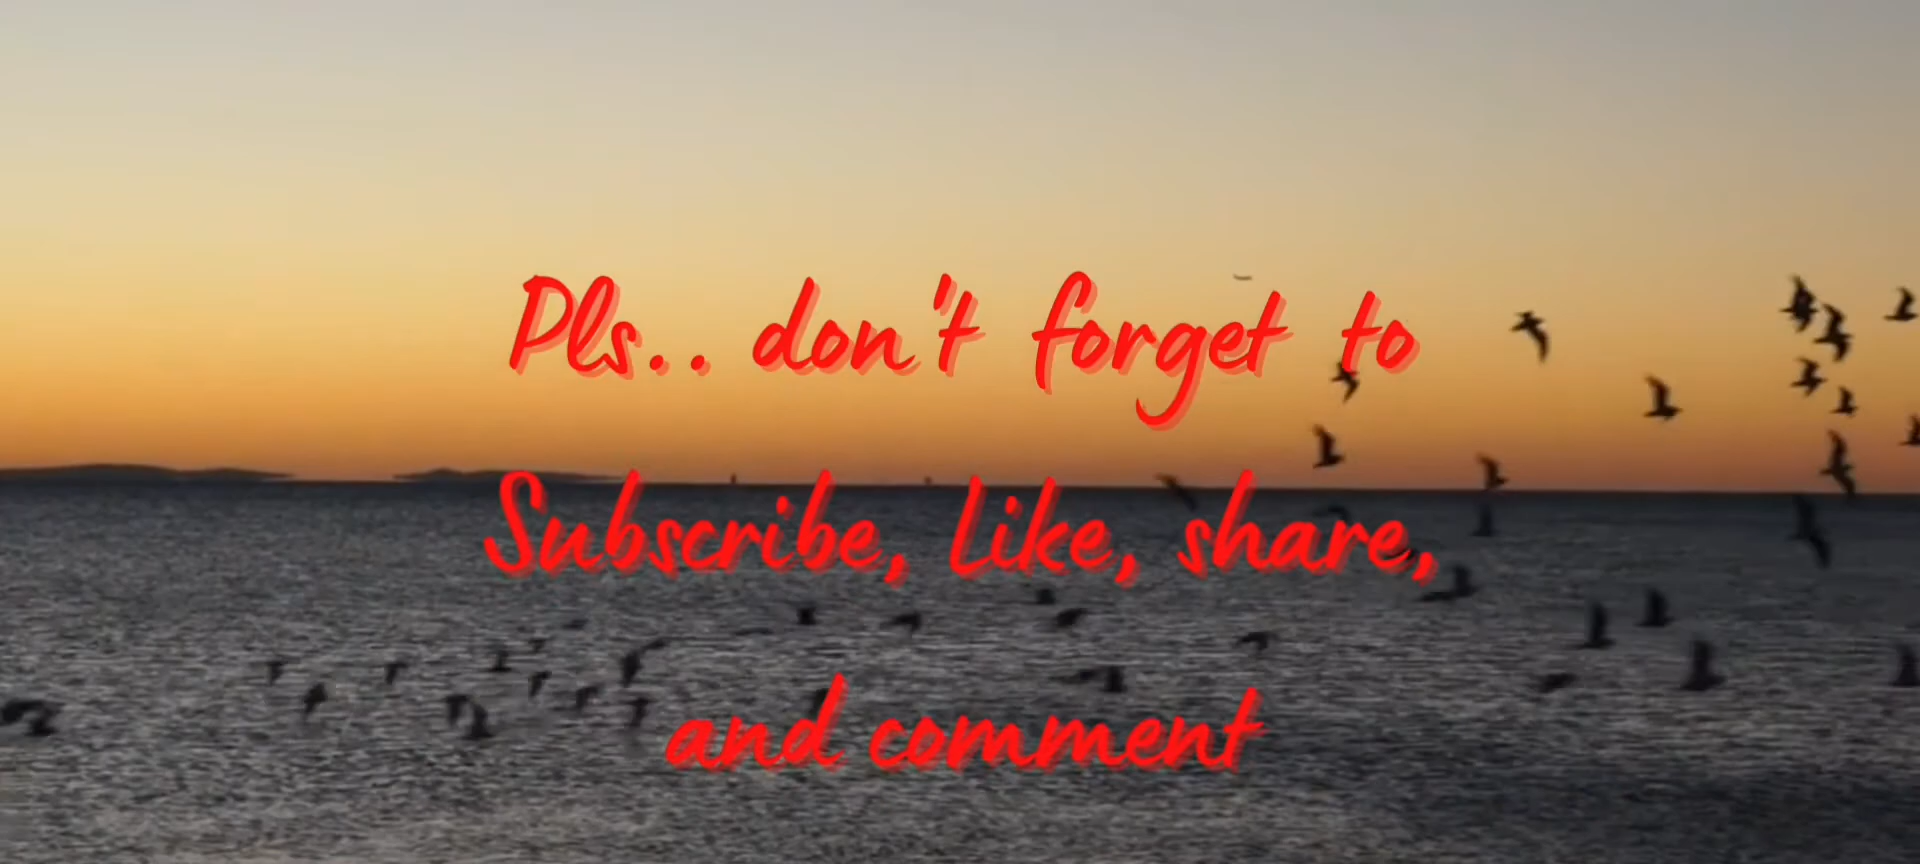 Pls.. don't forget to
Subscribe, like, share,
and comment